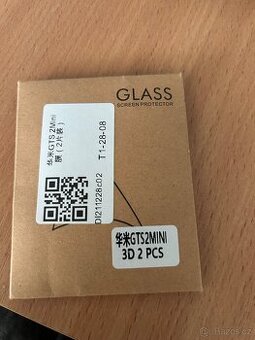 GLASS
SCREEN PROTECTOR
华米GTS 2Mini
膜（2片装）
T1-28-08
DI211228c02
华米GTS2MINI
3D 2 PCS